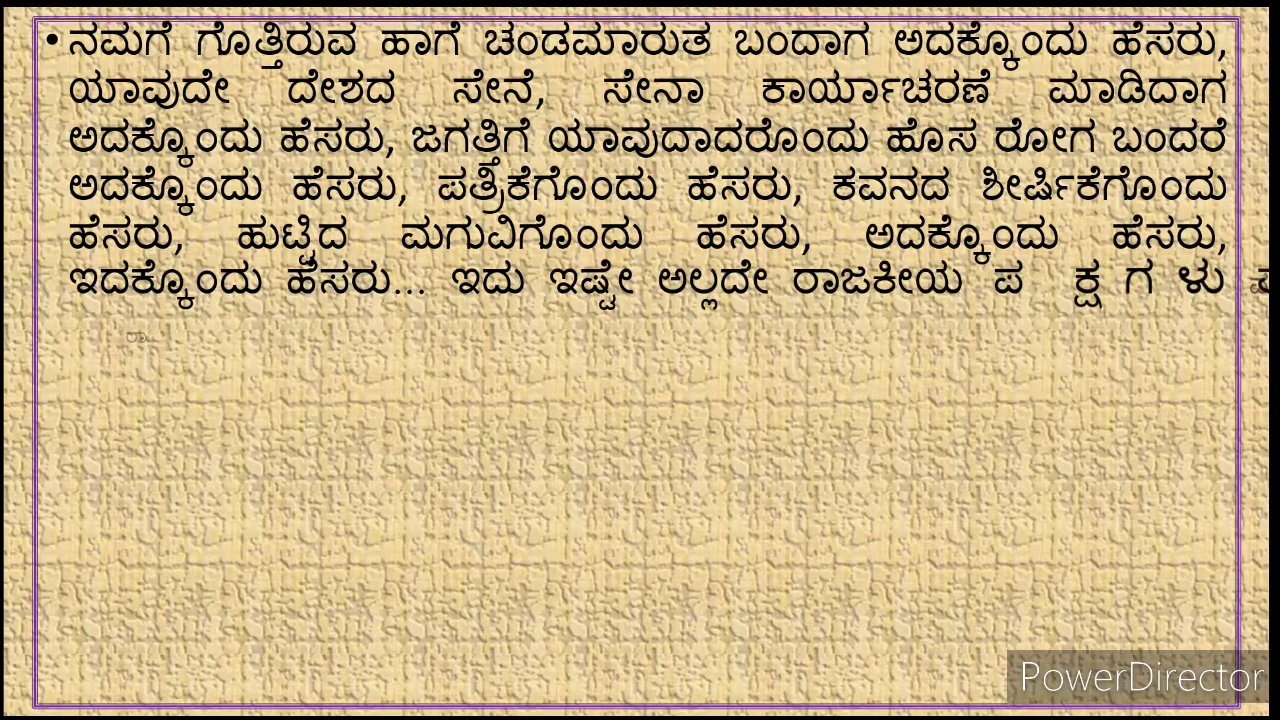 • ನಮಗೆ ಗೊತ್ತಿರುವ ಹಾಗೆ ಚಂಡಮಾರುತ ಬಂದಾಗ ಅದಕ್ಕೊಂದು ಹೆಸರು,
ಯಾವುದೇ ದೇಶದ ಸೇನೆ, ಸೇನಾ ಕಾರ್ಯಾಚರಣೆ ಮಾಡಿದಾಗ
ಅದಕ್ಕೊಂದು ಹೆಸರು, ಜಗತ್ತಿಗೆ ಯಾವುದಾದರೊಂದು ಹೊಸ ರೋಗ ಬಂದರೆ
ಅದಕ್ಕೊಂದು ಹೆಸರು, ಪತ್ರಿಕೆಗೊಂದು ಹೆಸರು, ಕವನದ ಶೀರ್ಷಿಕೆಗೊಂದು
ಹೆಸರು, ಹುಟ್ಟಿದ ಮಗುವಿಗೊಂದು ಹೆಸರು, ಅದಕ್ಕೊಂದು ಹೆಸರು,
ಇದಕ್ಕೊಂದು ಹೆಸರು... ಇದು ಇಷ್ಟೇ ಅಲ್ಲದೇ ರಾಜಕೀಯ ಪ ಕ್ಷ ಗ ಳು
PowerDirector